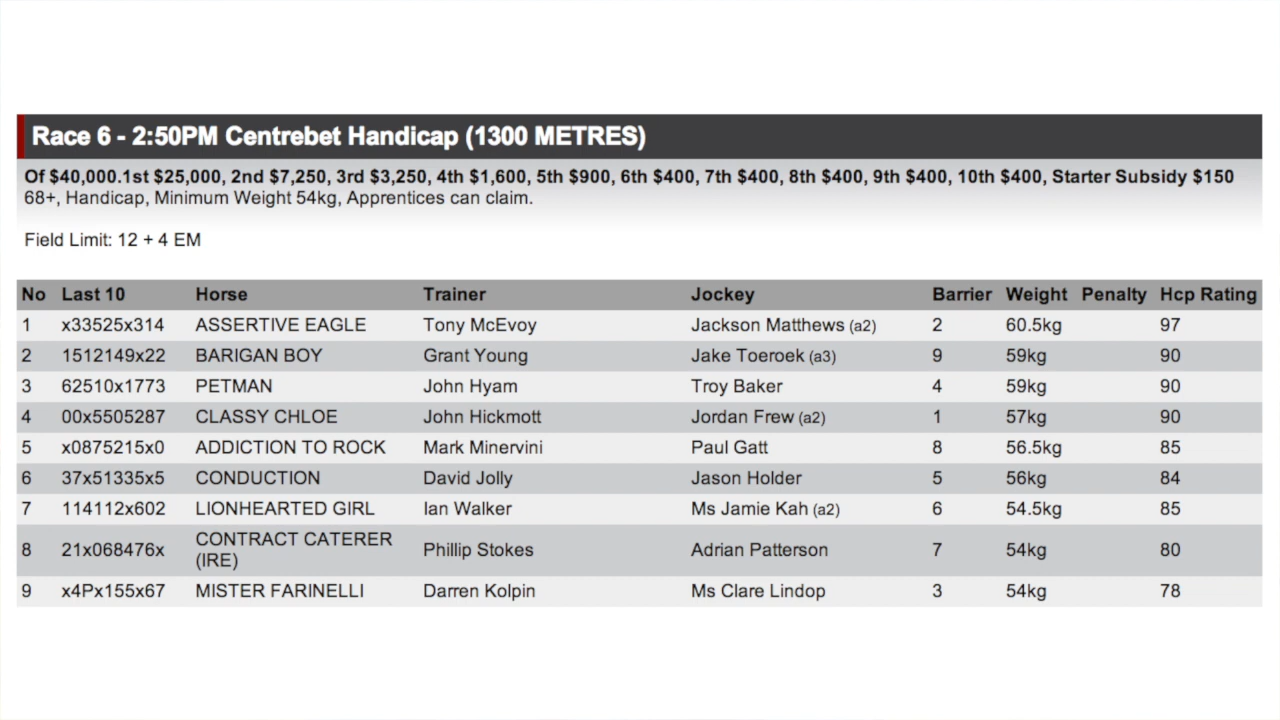 Race 6 - 2:50PM Centrebet Handicap (1300 METRES)
Of $40,000.1st $25,000, 2nd $7,250, 3rd $3,250, 4th $1,600, 5th $900, 6th $400, 7th $400, 8th $400, 9th $400, 10th $400, Starter Subsidy $150
68+, Handicap, Minimum Weight 54kg, Apprentices can claim.
Field Limit: 12 + 4 EM
No Last 10 Horse Trainer Jockey Barrier Weight Penalty Hcp Rating
1 x33525x314 ASSERTIVE EAGLE Tony McEvoy Jackson Matthews (a2) 2 60.5kg 97
2 1512149x22 BARIGAN BOY Grant Young Jake Toeroek (a3) 9 59kg 90
3 62510x1773 PETMAN John Hyam Troy Baker 4 59kg 90
4 00x5505287 CLASSY CHLOE John Hickmott Jordan Frew (a2) 1 57kg 90
5 x0875215x0 ADDICTION TO ROCK Mark Minervini Paul Gatt 8 56.5kg 85
6 37x51335x5 CONDUCTION David Jolly Jason Holder 5 56kg 84
7 114112x602 LIONHEARTED GIRL Ian Walker Ms Jamie Kah (a2) 6 54.5kg 85
8 21x068476x CONTRACT CATERER (IRE) Phillip Stokes Adrian Patterson 7 54kg 80
9 x4Px155x67 MISTER FARINELLI Darren Kolpin Ms Clare Lindop 3 54kg 78